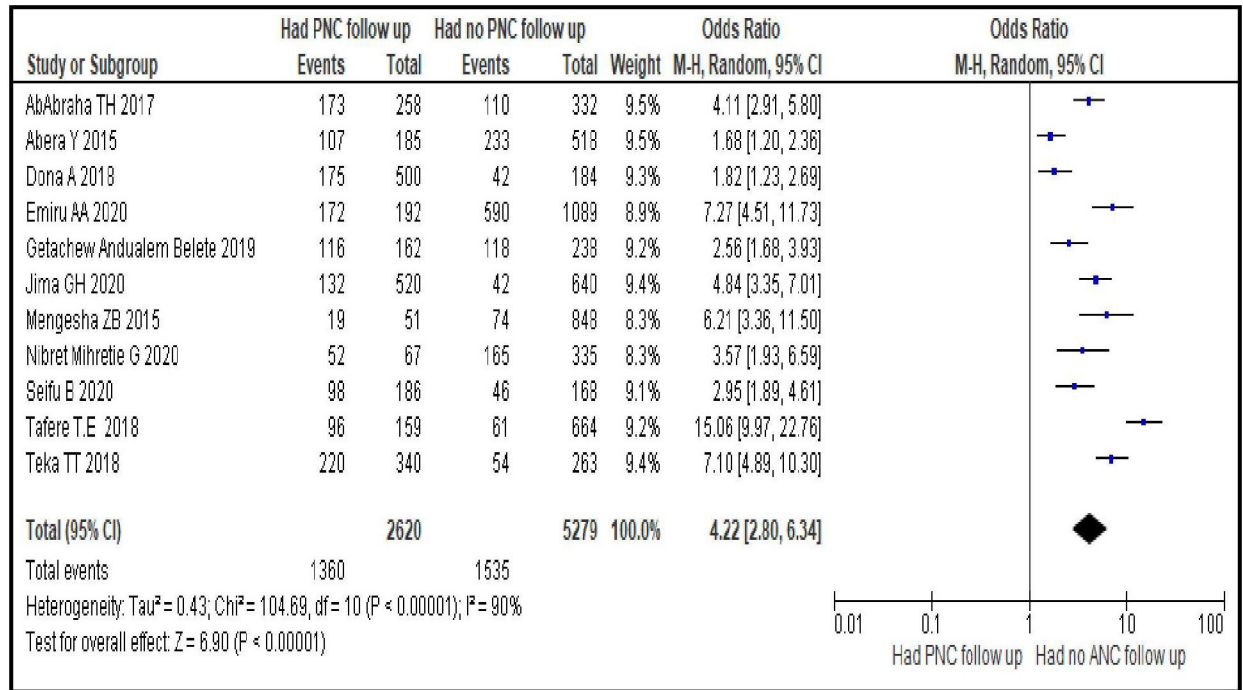 Had PNC follow up Had no PNC follow up Odds Ratio Odds Ratio
Study or Subgroup Events Total Events Total Weight M-H, Random, 95% CI M-H, Random, 95% CI
AbAbraha TH 2017 173 258 110 332 9.5% 4.11 [2.91, 5.80]
Abera Y 2015 107 185 233 518 9.5% 1.68 [1.20, 2.36]
Dona A 2018 175 500 42 184 9.3% 1.82 [1.23, 2.69]
Emiru AA 2020 172 192 590 1089 8.9% 7.27 [4.51, 11.73]
Getachew Andualem Belete 2019 116 162 118 238 9.2% 2.56 [1.68, 3.93]
Jima GH 2020 132 520 42 640 9.4% 4.84 [3.35, 7.01]
Mengesha ZB 2015 19 51 74 848 8.3% 6.21 [3.36, 11.50]
Nibret Mihretie G 2020 52 67 165 335 8.3% 3.57 [1.93, 6.59]
Seifu B 2020 98 186 46 168 9.1% 2.95 [1.89, 4.61]
Tafere T.E 2018 96 159 61 664 9.2% 15.06 [9.97, 22.76]
Teka TT 2018 220 340 54 263 9.4% 7.10 [4.89, 10.30]
Total (95% CI) 2620 5279 100.0% 4.22 [2.80, 6.34]
Total events 1360 1535
Heterogeneity: Tau² = 0.43; Chi² = 104.69, df = 10 (P < 0.00001); I² = 90%
Test for overall effect: Z = 6.90 (P < 0.00001)
0.01 0.1 1 10 100
Had PNC follow up Had no ANC follow up